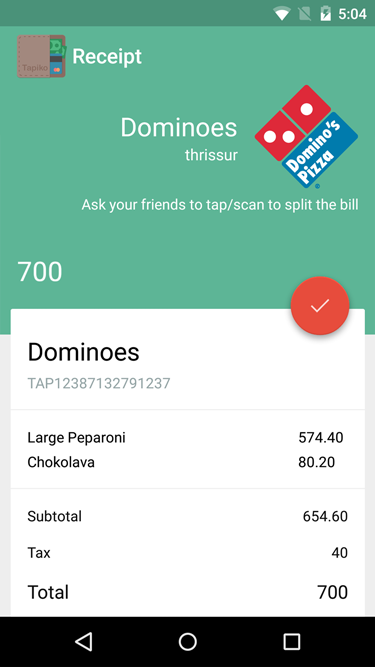 5:04
Tapiko
Receipt
Dominoes
thrissur
Domino's
Pizza
Ask your friends to tap/scan to split the bill
700
Dominoes
TAP12387132791237
Large Peparoni 574.40
Chokolava 80.20
Subtotal 654.60
Tax 40
Total 700